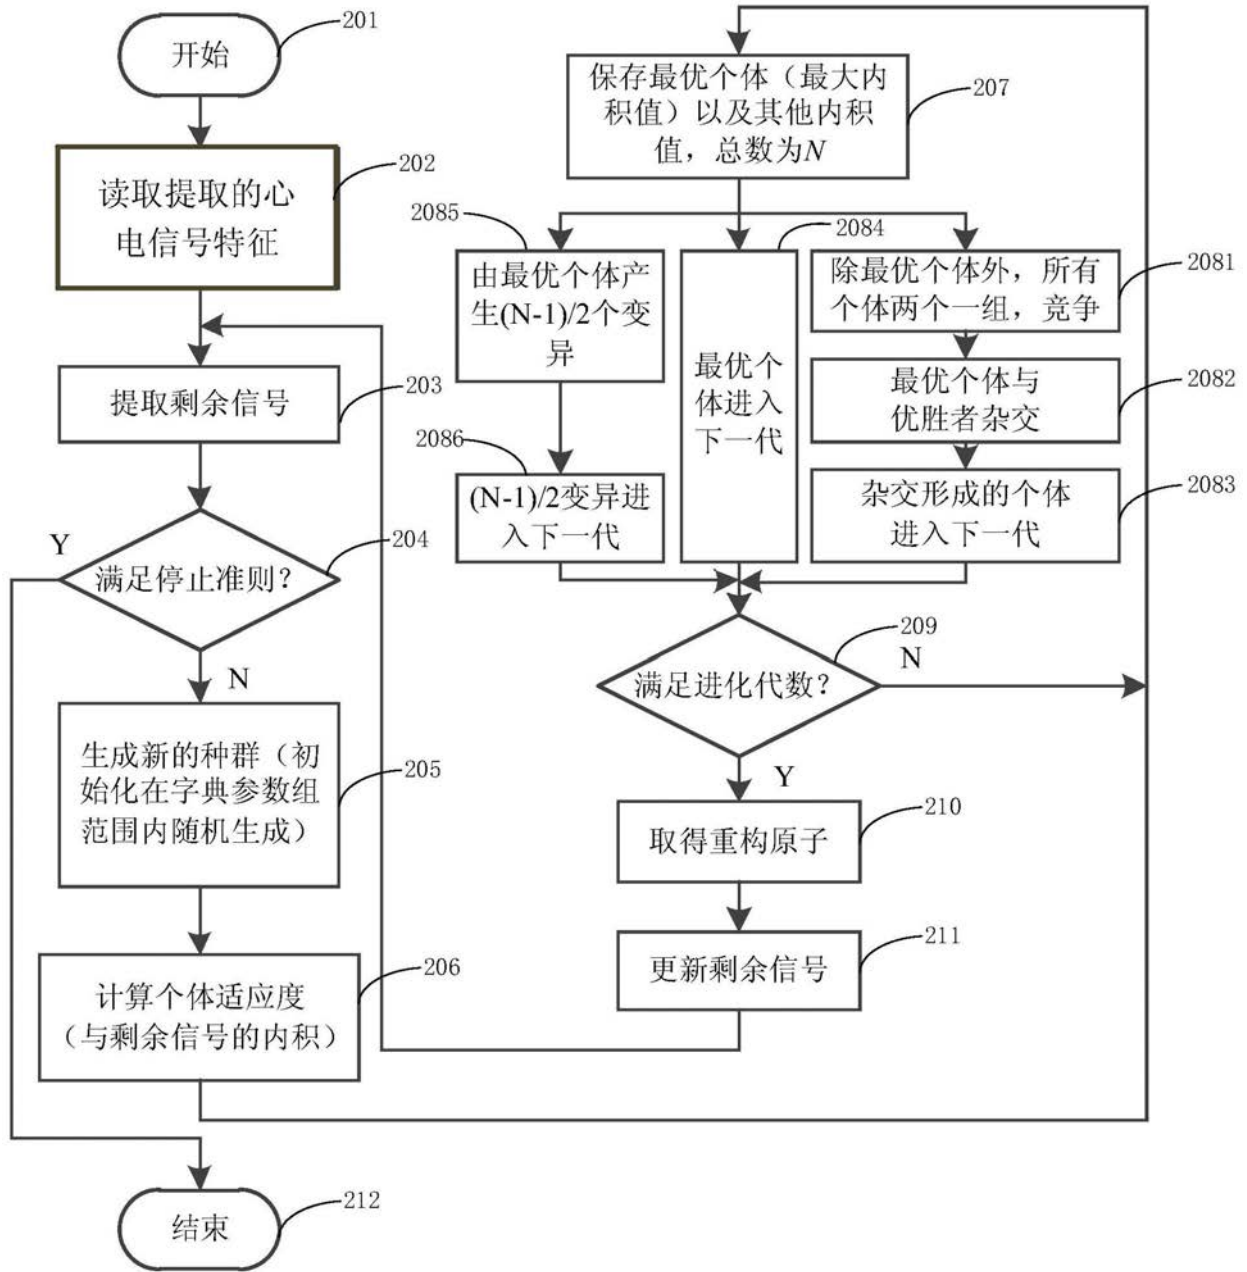 开始
201
读取提取的心
电信号特征
202
提取剩余信号
203
满足停止准则？
204
Y
N
生成新的种群（初
始化在字典参数组
范围内随机生成）
205
计算个体适应度
（与剩余信号的内积）
206
结束
212
保存最优个体（最大内
积值）以及其他内积
值，总数为N
207
2085
由最优个体产
生(N-1)/2个变
异
2086
(N-1)/2变异进
入下一代
2084
最优个
体进入
下一代
除最优个体外，所有
个体两个一组，竞争
2081
最优个体与
优胜者杂交
2082
杂交形成的个体
进入下一代
2083
满足进化代数？
209
N
Y
取得重构原子
210
更新剩余信号
211